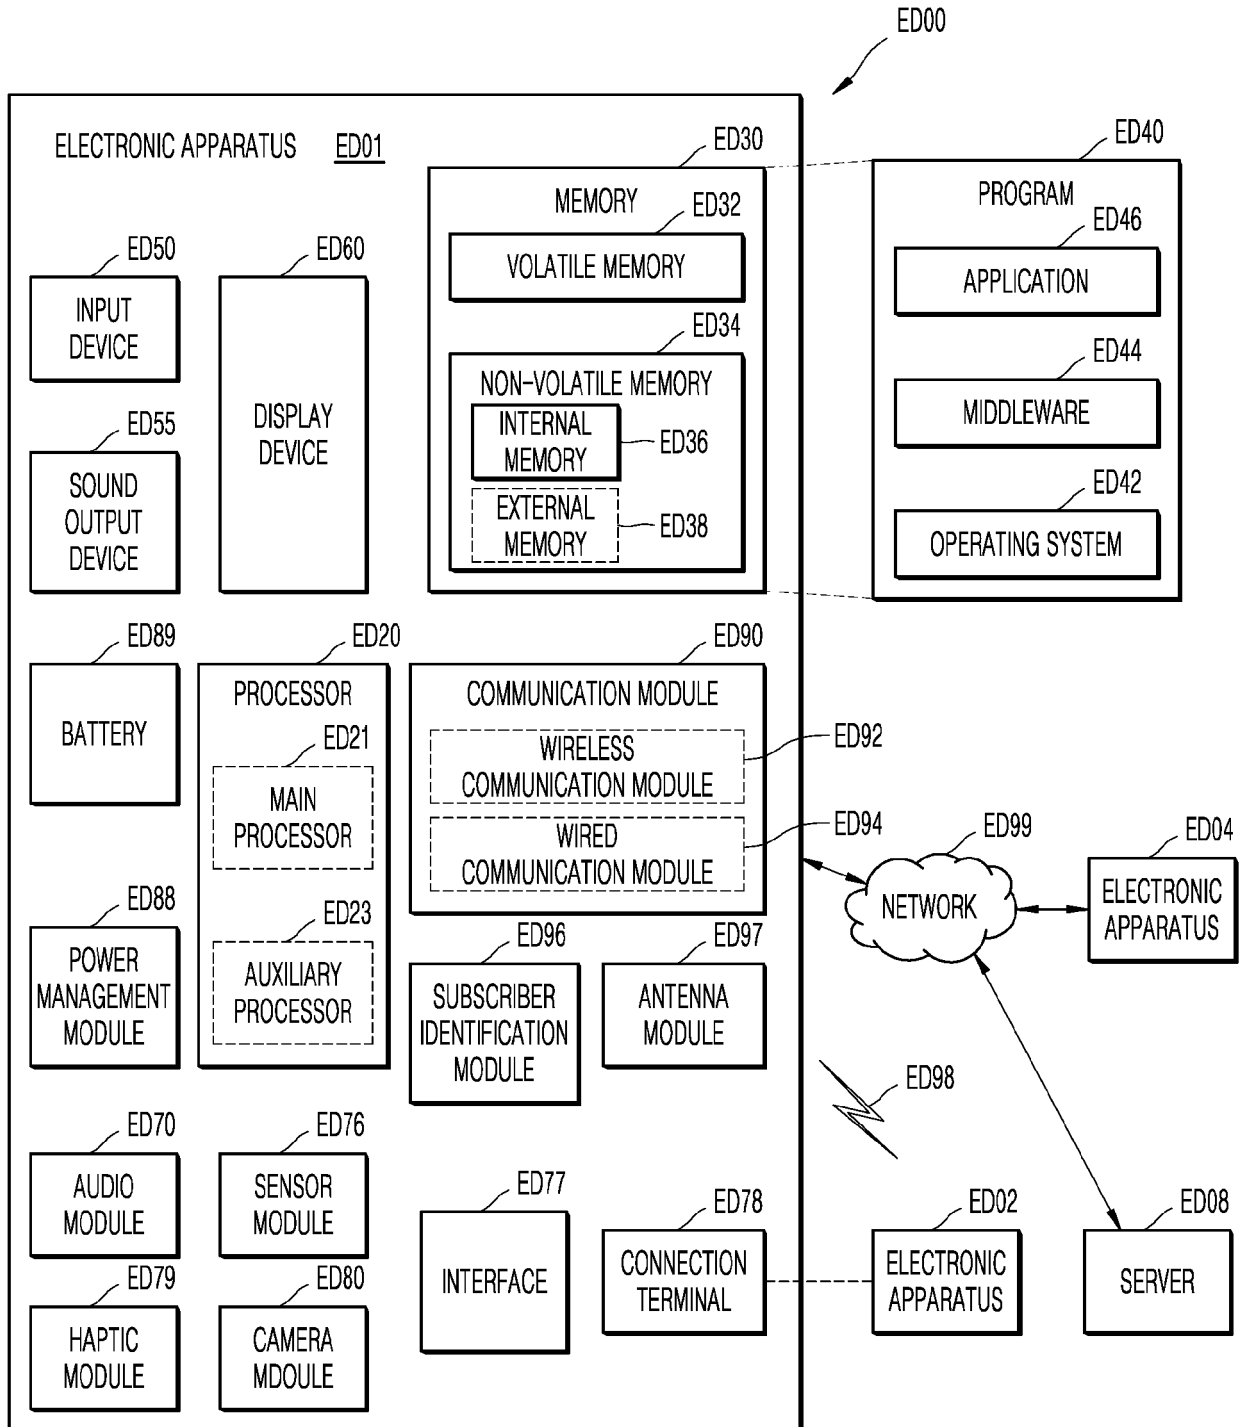 ED00
ELECTRONIC APPARATUS ED01
ED30
MEMORY
ED32
VOLATILE MEMORY
ED34
NON-VOLATILE MEMORY
INTERNAL
MEMORY
ED36
EXTERNAL
MEMORY
ED38
ED40
PROGRAM
ED46
APPLICATION
ED44
MIDDLEWARE
ED42
OPERATING SYSTEM
ED50
INPUT
DEVICE
ED60
DISPLAY
DEVICE
ED55
SOUND
OUTPUT
DEVICE
ED89
BATTERY
ED20
PROCESSOR
ED21
MAIN
PROCESSOR
ED23
AUXILIARY
PROCESSOR
ED90
COMMUNICATION MODULE
WIRELESS
COMMUNICATION MODULE
ED92
WIRED
COMMUNICATION MODULE
ED94
ED99
NETWORK
ED04
ELECTRONIC
APPARATUS
ED88
POWER
MANAGEMENT
MODULE
ED96
SUBSCRIBER
IDENTIFICATION
MODULE
ED97
ANTENNA
MODULE
ED98
ED70
AUDIO
MODULE
ED76
SENSOR
MODULE
ED77
INTERFACE
ED78
CONNECTION
TERMINAL
ED02
ELECTRONIC
APPARATUS
ED08
SERVER
ED79
HAPTIC
MODULE
ED80
CAMERA
MDOULE